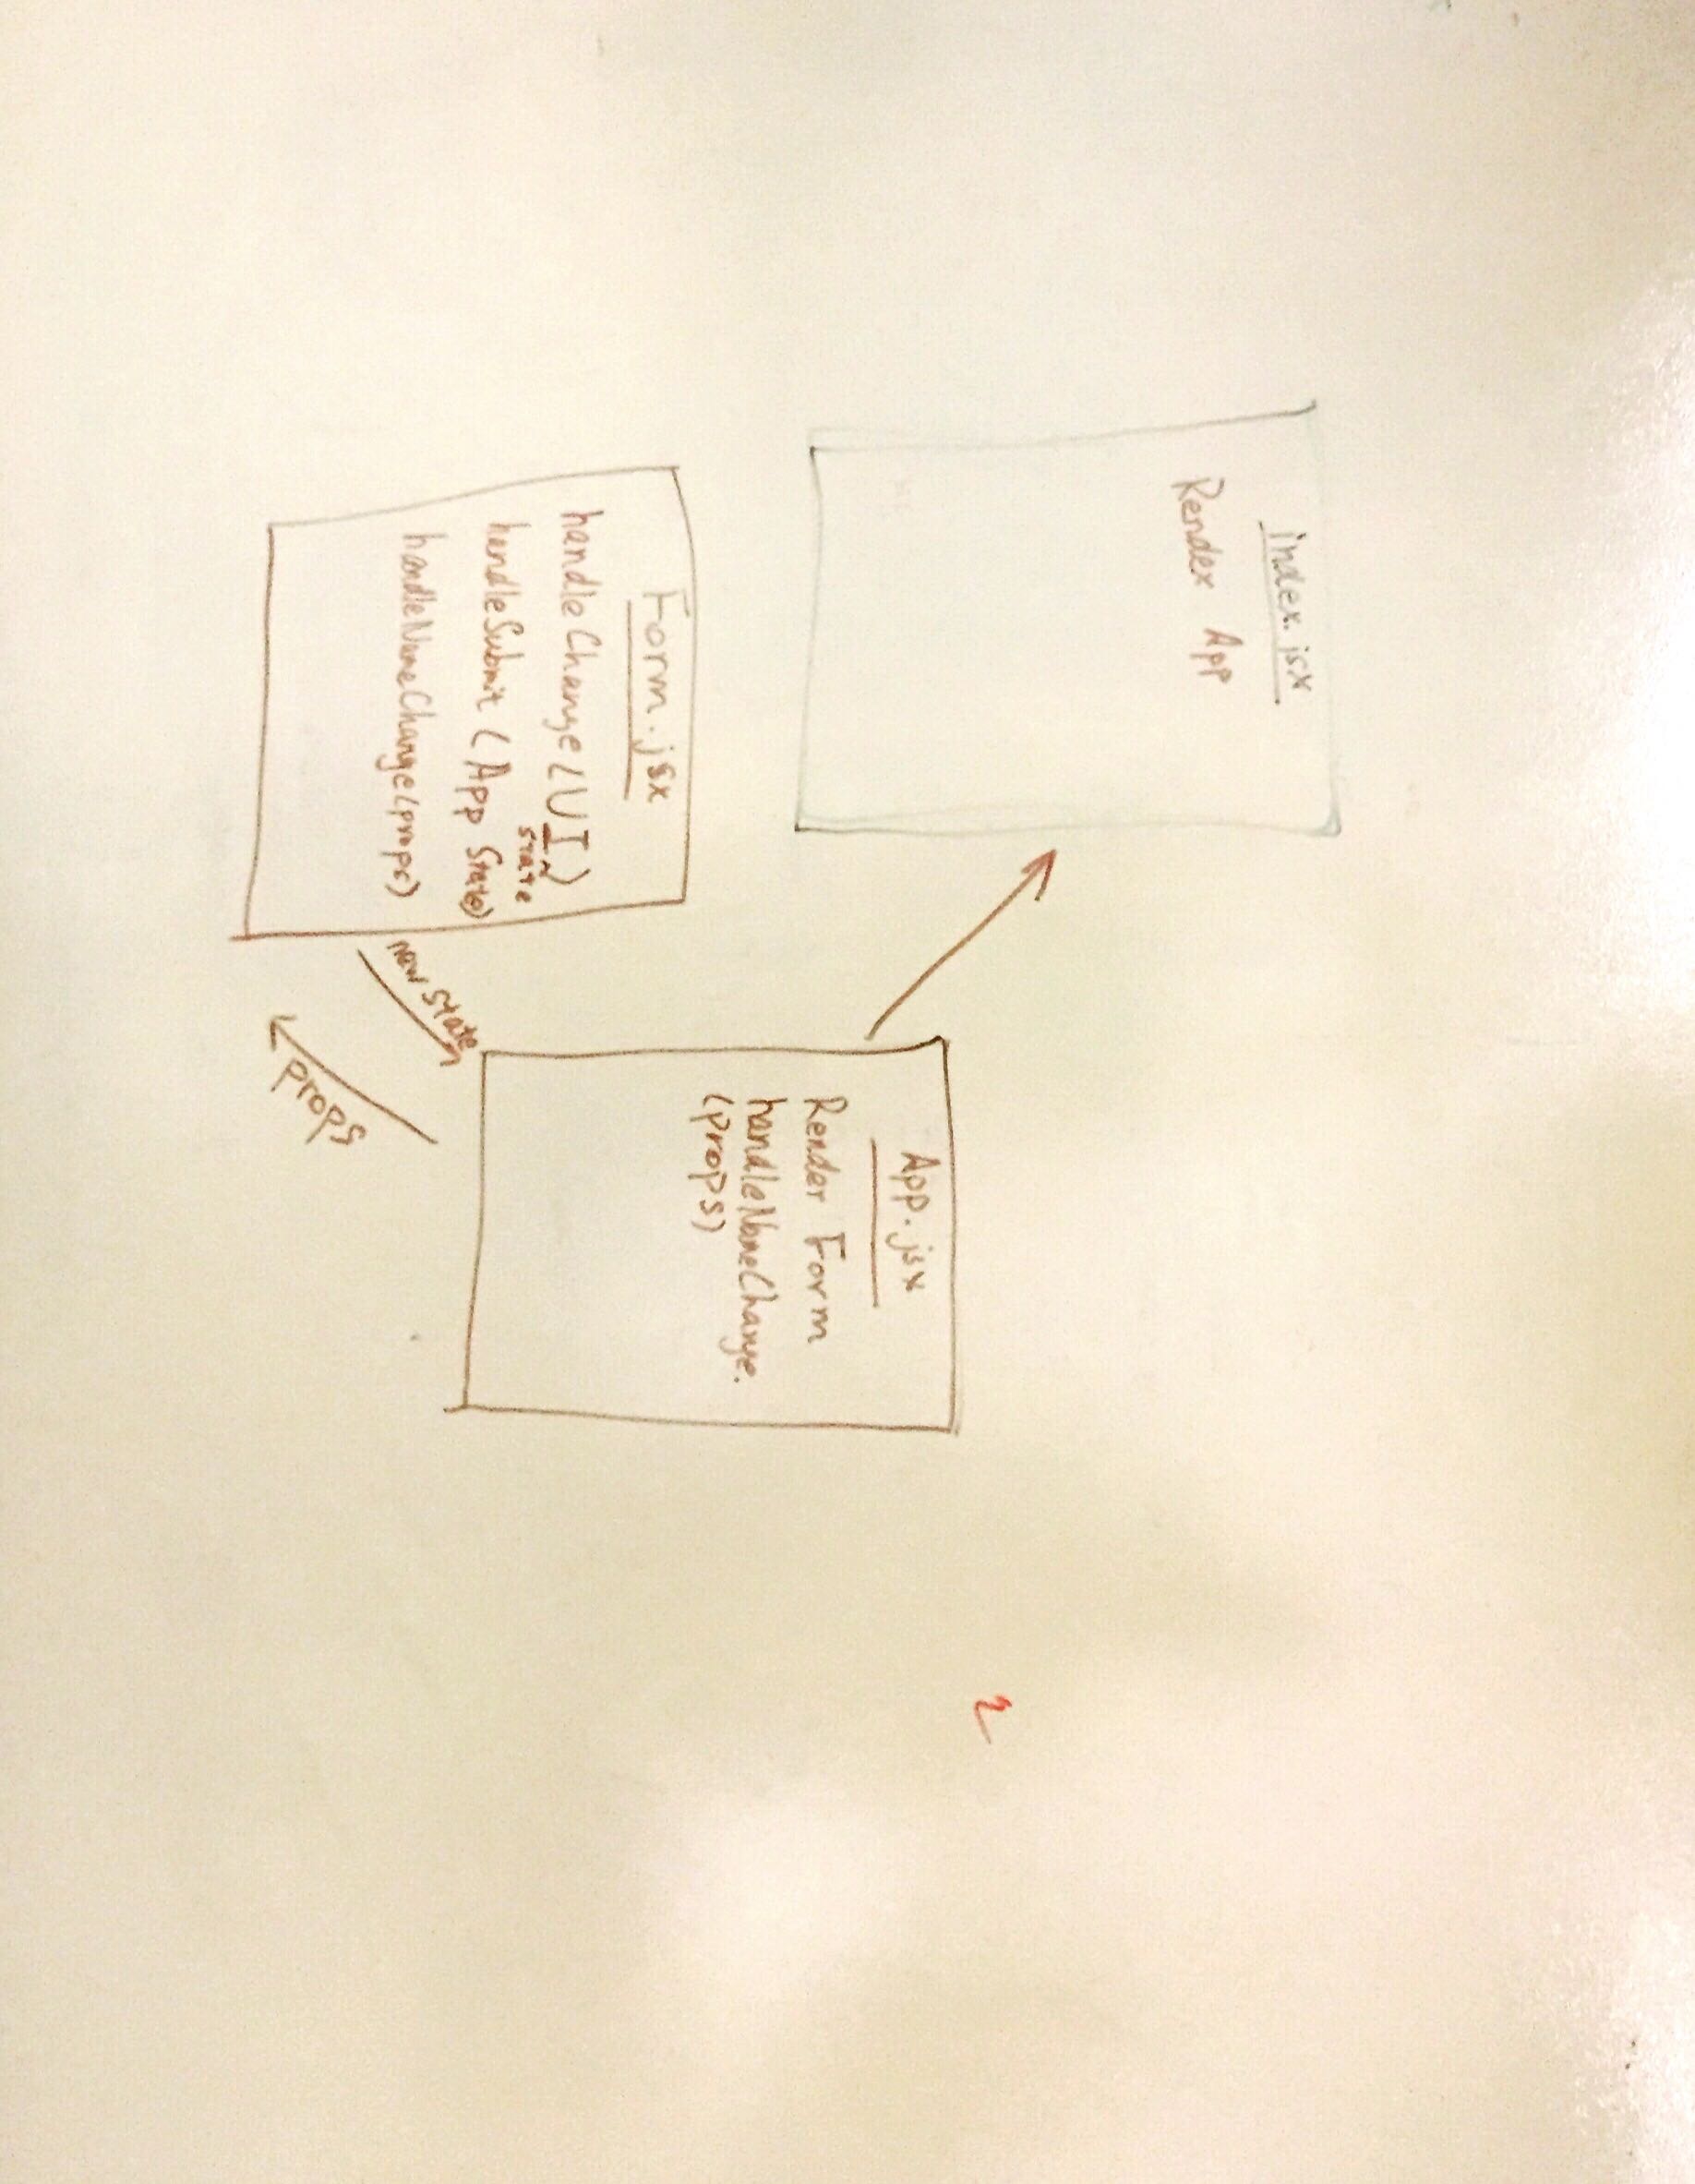 index.jsx
Render App
Form.jsx
handleChange(UI)
state
handleSubmit (App State)
handleNameChange(props)
new state
props
App.jsx
Render Form
handleNameChange.
(props)